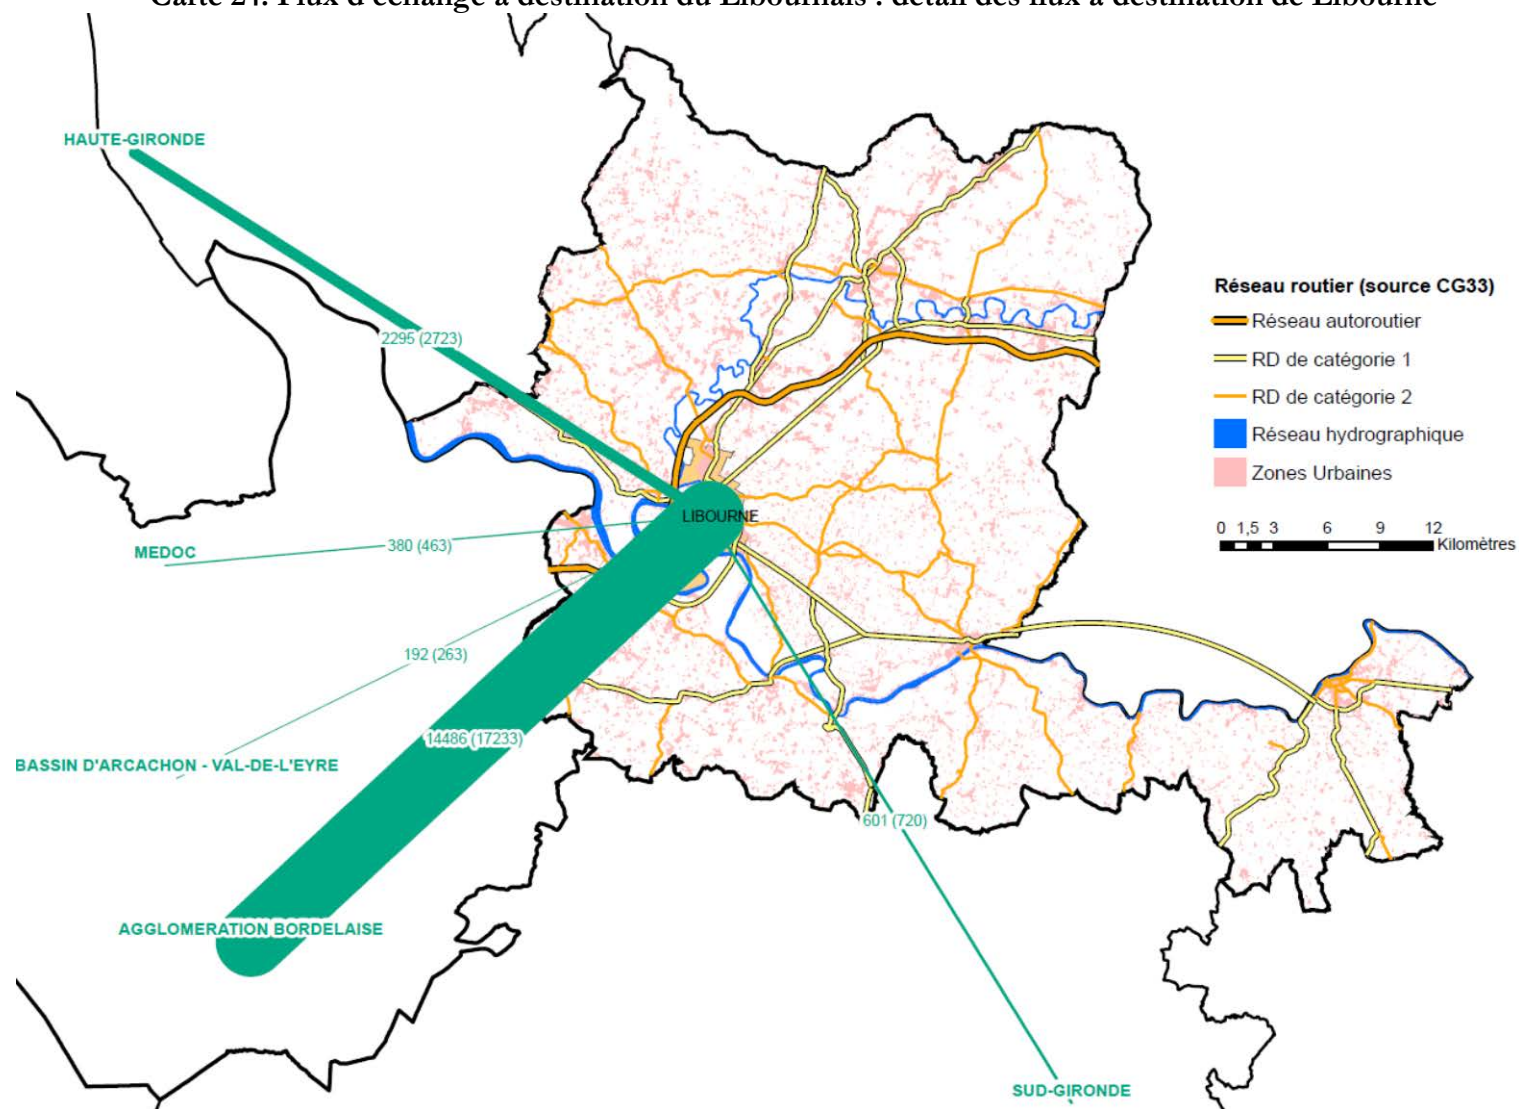 Carte 24: Flux d'échange à destination du Libournais : détail des flux à destination de Libourne
HAUTE-GIRONDE
2295 (2723)
Réseau routier (source CG33)
Réseau autoroutier
RD de catégorie 1
RD de catégorie 2
Réseau hydrographique
Zones Urbaines
0 1,5 3 6 9 12
Kilomètres
LIBOURNE
MEDOC
380 (463)
192 (263)
14486 (17233)
BASSIN D'ARCACHON - VAL-DE-L'EYRE
601 (720)
AGGLOMERATION BORDELAISE
SUD-GIRONDE